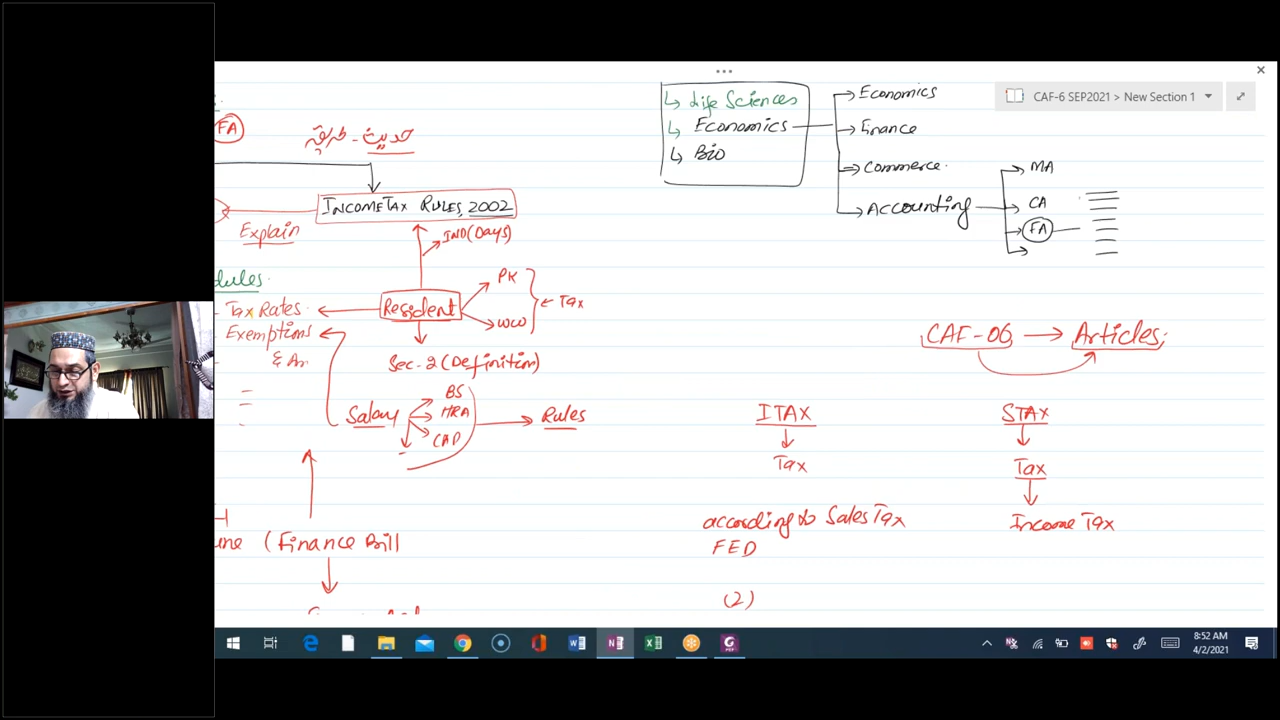 CAF-6 SEP2021 > New Section 1
FA
حدیث - طریقہ
INCOME TAX RULES, 2002
Explain
IND (Days)
dules.
Tax Rates.
Exemptions
Resident
PK
WW
Tax
Sec-2 (Definition)
Salary
BS
HRA
Rules
une (Finance Bill
Life Sciences
Economics
Bio
Economics
Finance
Commerce.
Accounting
MA
CA
FA
CAF-06 Articles;
ITAX
Tax
according to Sales Tax
FED
(2)
STAX
Tax
Income Tax
8:52 AM
4/2/2021